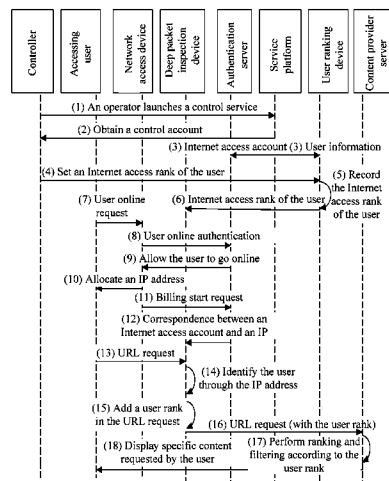 Controller
Accessing
user
Network
access device
Deep packet
inspection
device
Authentication
server
Service
platform
User ranking
device
Content provider
server
(1) An operator launches a control service
(2) Obtain a control account
(3) Internet access account (3) User information
(4) Set an Internet access rank of the user
(5) Record
the Internet
access rank
of the user
(6) Internet access rank of the user
(7) User online
request
(8) User online authentication
(9) Allow the user to go online
(10) Allocate an IP address
(11) Billing start request
(12) Correspondence between an
Internet access account and an IP
(13) URL request
(14) Identify the user
through the IP address
(15) Add a user rank
in the URL request
(16) URL request (with the user rank)
(17) Perform ranking and
filtering according to
the user rank
(18) Display specific content
requested by the user